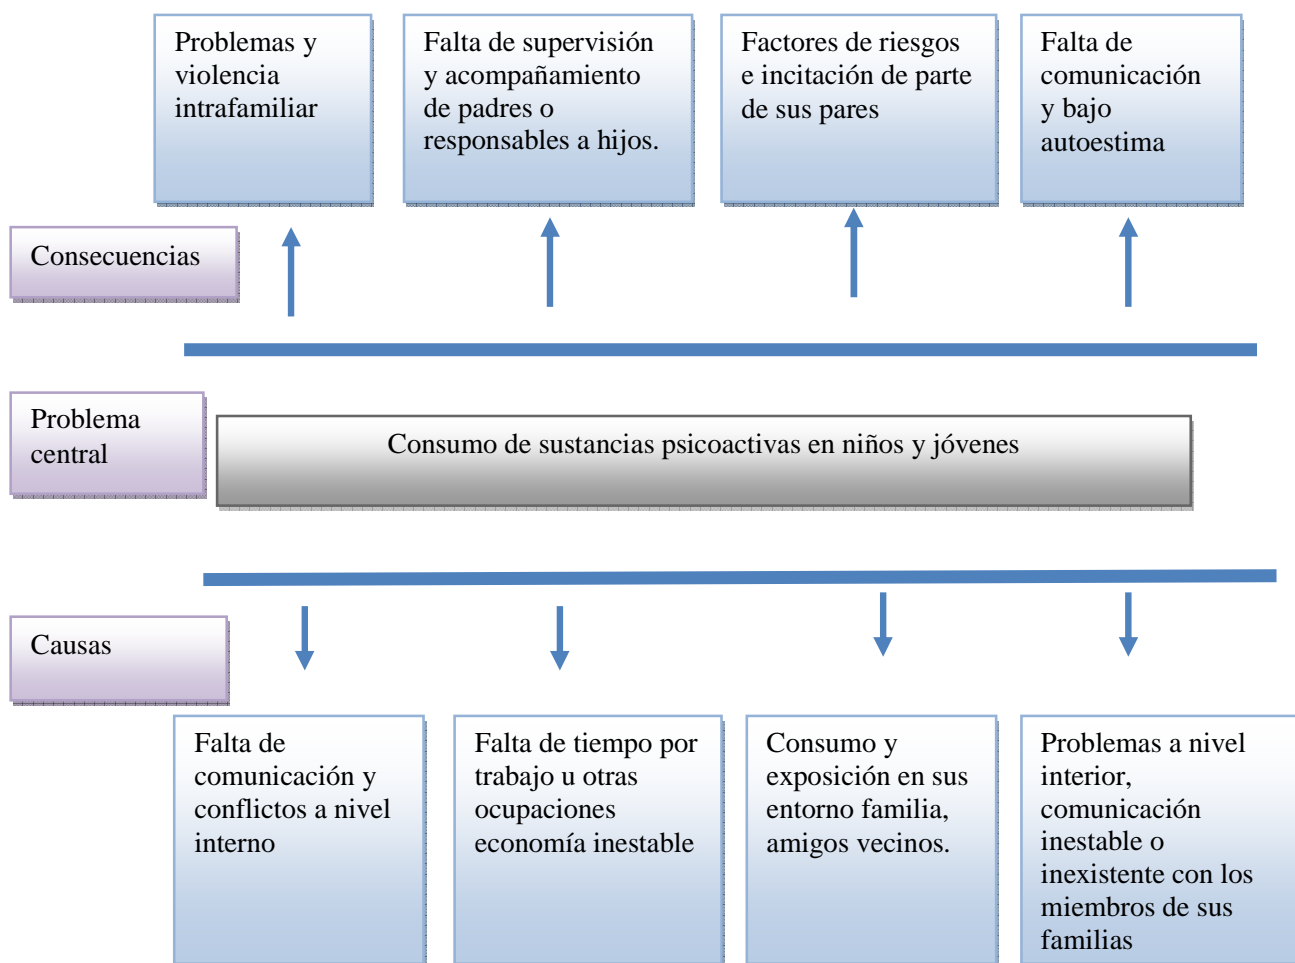 Problemas y
violencia
intrafamiliar
Falta de supervisión
y acompañamiento
de padres o
responsables a hijos.
Factores de riesgos
e incitación de parte
de sus pares
Falta de
comunicación
y bajo
autoestima
Consecuencias
Problema
central
Consumo de sustancias psicoactivas en niños y jóvenes
Causas
Falta de
comunicación y
conflictos a nivel
interno
Falta de tiempo por
trabajo u otras
ocupaciones
economía inestable
Consumo y
exposición en sus
entorno familia,
amigos vecinos.
Problemas a nivel
interior,
comunicación
inestable o
inexistente con los
miembros de sus
familias